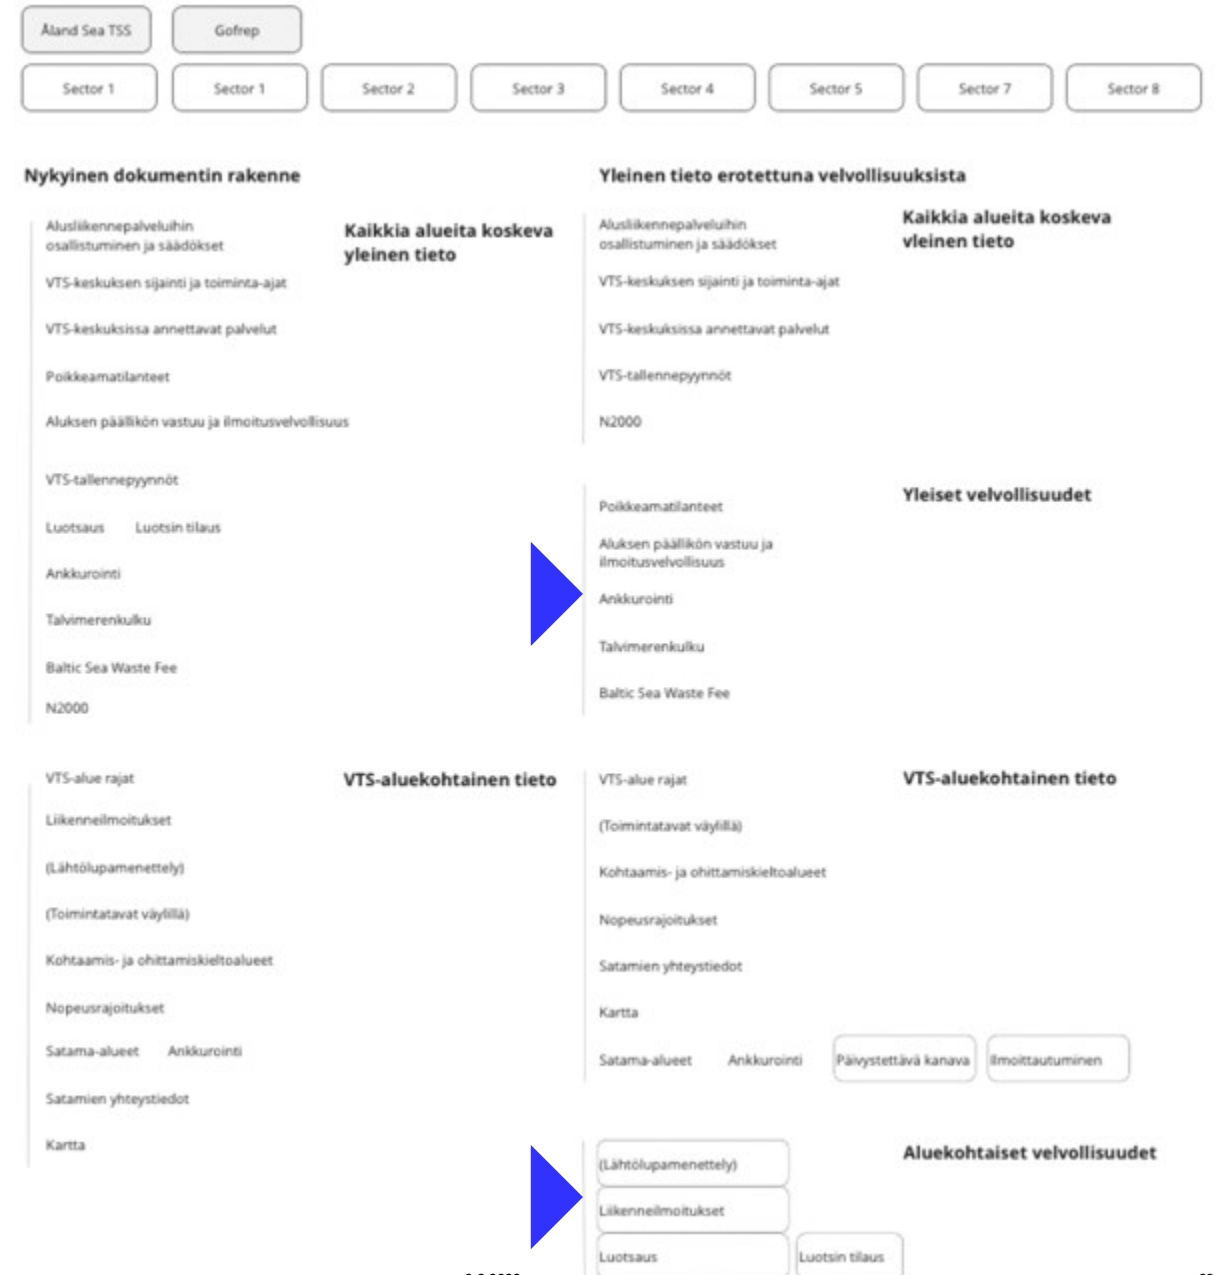 Åland Sea TSS
Gofrep
Sector 1
Sector 1
Sector 2
Sector 3
Sector 4
Sector 5
Sector 7
Sector 8
Nykyinen dokumentin rakenne
Kaikkia alueita koskeva
yleinen tieto
Alusliikennepalveluihin
osallistuminen ja säädökset
VTS-keskuksen sijainti ja toiminta-ajat
VTS-keskuksissa annettavat palvelut
Poikkeamatilanteet
Aluksen päällikön vastuu ja ilmoitusvelvollisuus
VTS-tallennepyynnöt
Luotsaus Luotsin tilaus
Ankkurointi
Talvimerenkulku
Baltic Sea Waste Fee
N2000
VTS-aluekohtainen tieto
VTS-alue rajat
Liikenneilmoitukset
(Lähtölupamenettely)
(Toimintatavat väylillä)
Kohtaamis- ja ohittamiskieltoalueet
Nopeusrajoitukset
Satama-alueet Ankkurointi
Satamien yhteystiedot
Kartta
Yleinen tieto erotettuna velvollisuuksista
Kaikkia alueita koskeva
vleinen tieto
Alusliikennepalveluihin
osallistuminen ja säädökset
VTS-keskuksen sijainti ja toiminta-ajat
VTS-keskuksissa annettavat palvelut
VTS-tallennepyynnöt
N2000
Yleiset velvollisuudet
Poikkeamatilanteet
Aluksen päällikön vastuu ja
ilmoitusvelvollisuus
Ankkurointi
Talvimerenkulku
Baltic Sea Waste Fee
VTS-aluekohtainen tieto
VTS-alue rajat
(Toimintatavat väylillä)
Kohtaamis- ja ohittamiskieltoalueet
Nopeusrajoitukset
Satamien yhteystiedot
Kartta
Satama-alueet Ankkurointi Päivystettävä kanava Ilmoittautuminen
Aluekohtaiset velvollisuudet
(Lähtölupamenettely)
Liikenneilmoitukset
Luotsaus Luotsin tilaus